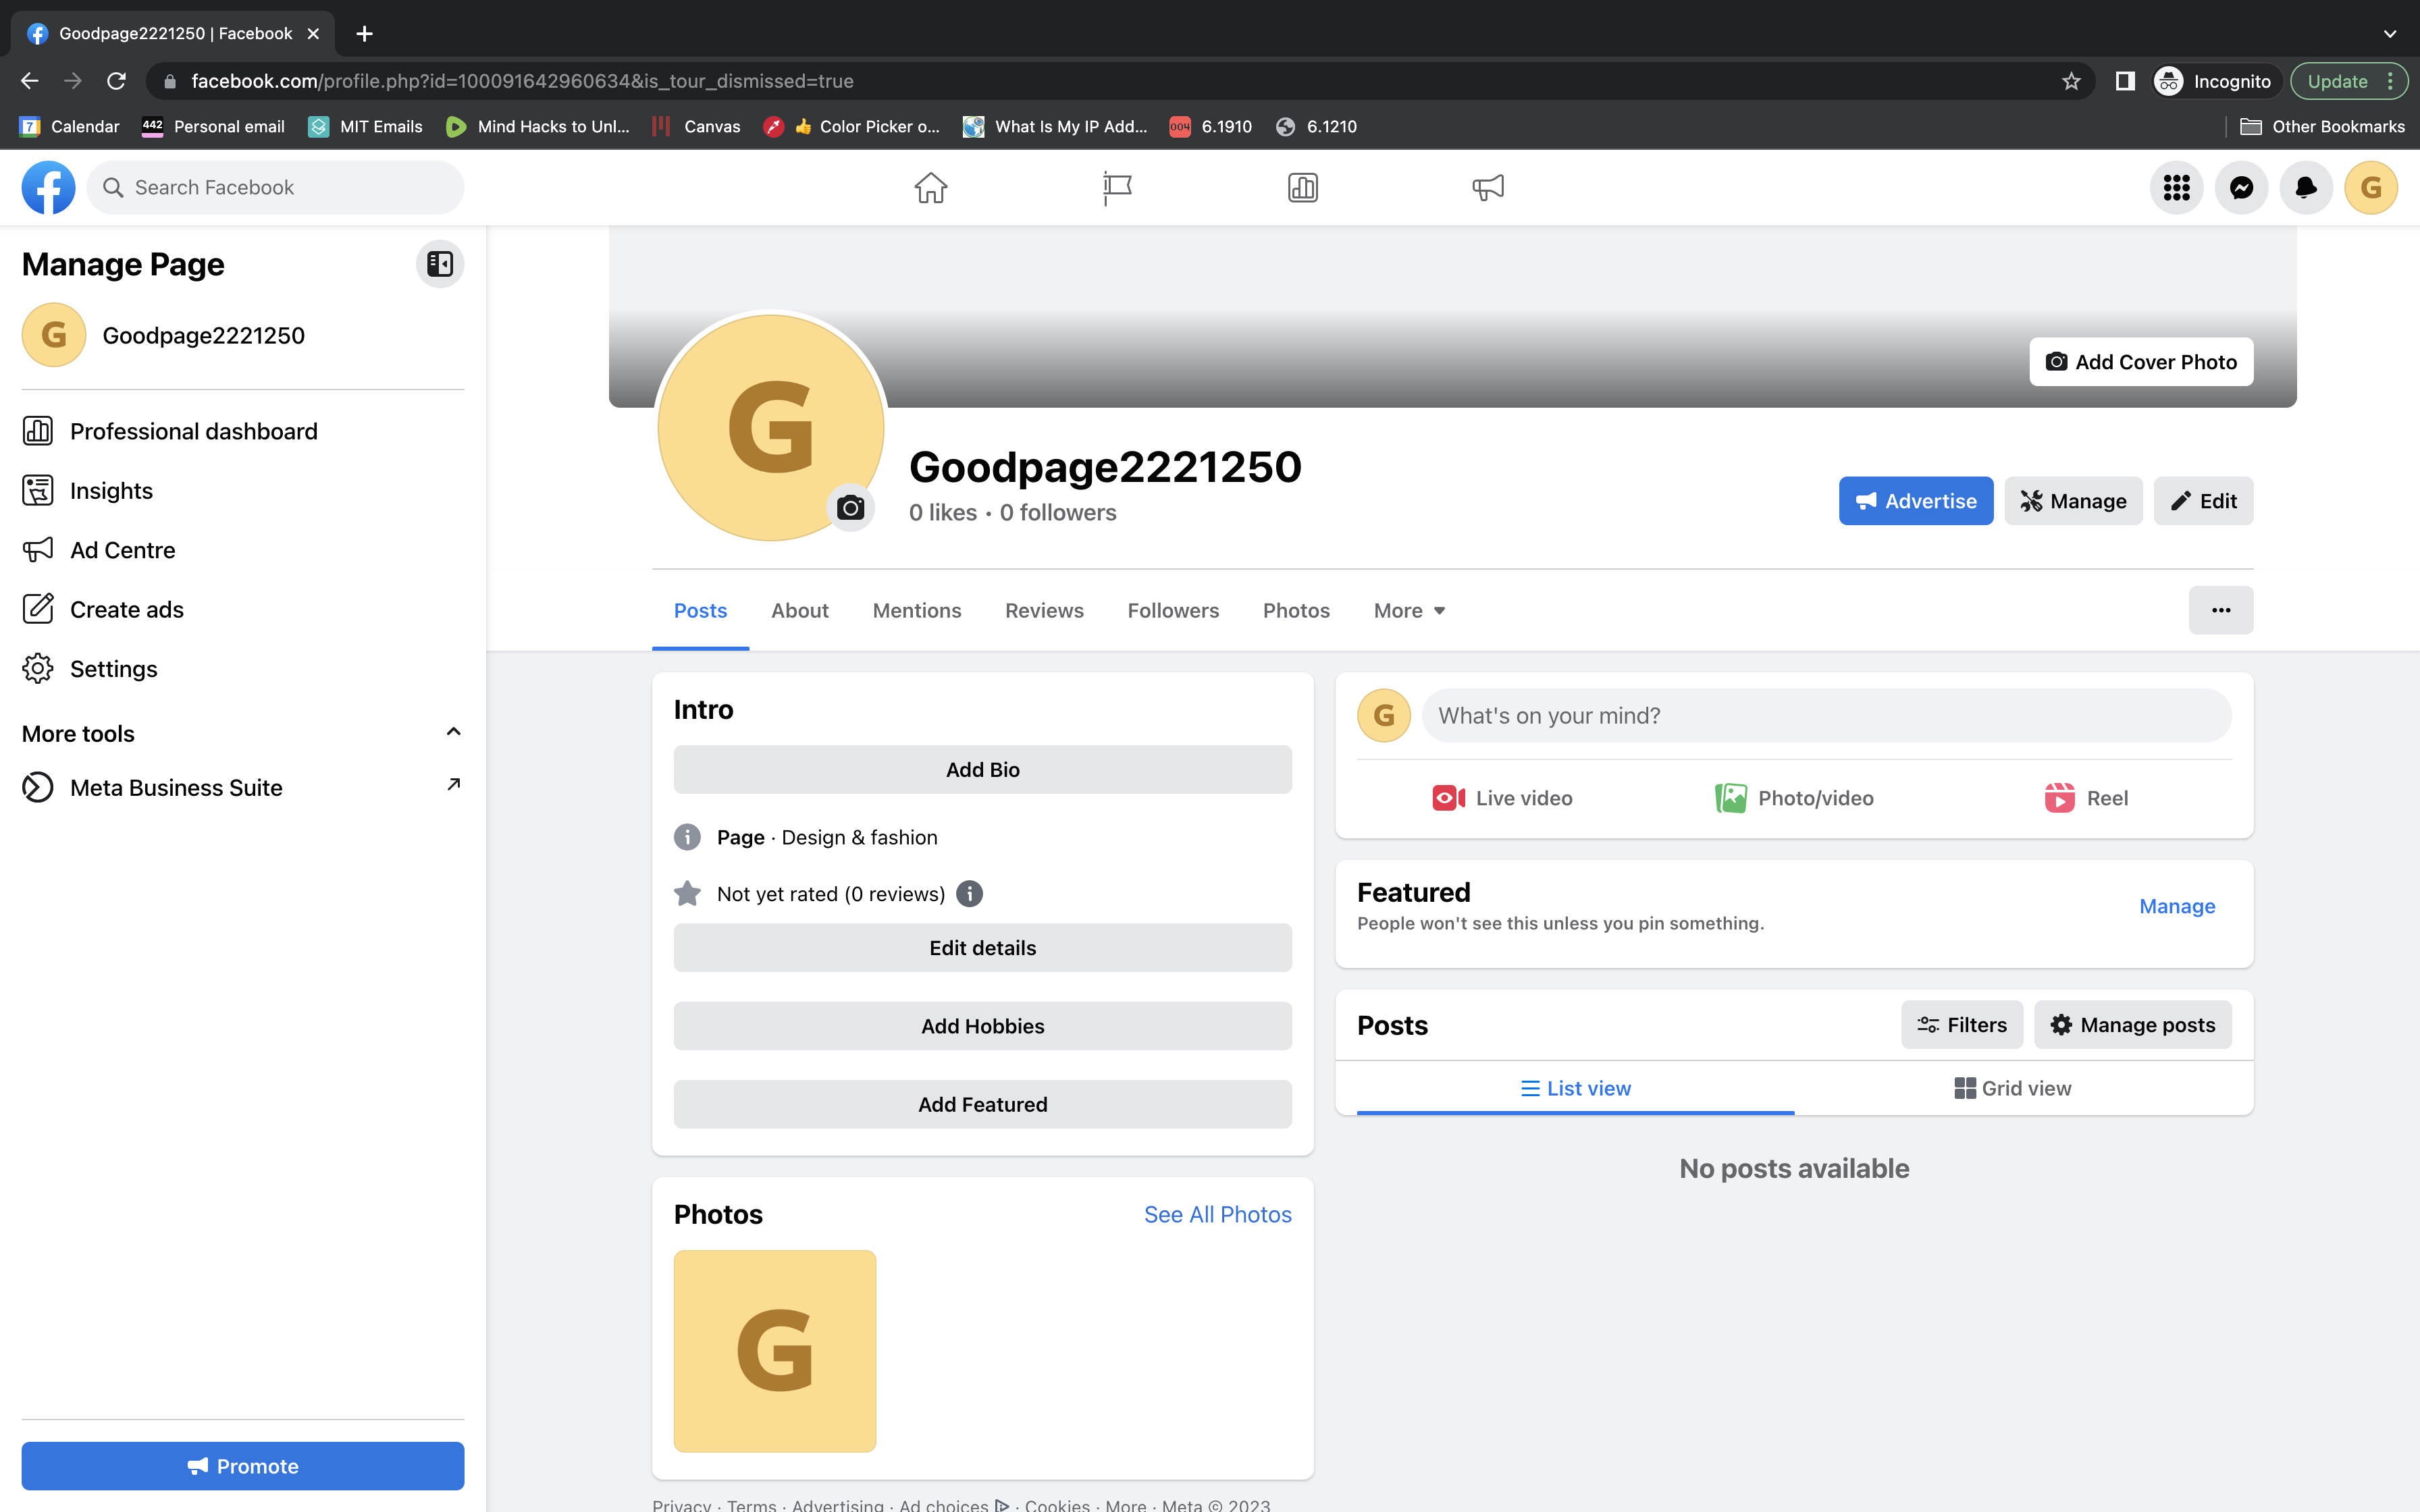 Goodpage2221250 | Facebook
facebook.com/profile.php?id=100091642960634&is_tour_dismissed=true
Incognito
Update
7 Calendar
442 Personal email
MIT Emails
Mind Hacks to Unl...
Canvas
👍 Color Picker o...
What Is My IP Add...
004 6.1910
6.1210
Other Bookmarks
Search Facebook
G
Manage Page
G Goodpage2221250
Professional dashboard
Insights
Ad Centre
Create ads
Settings
More tools
Meta Business Suite
Promote
Add Cover Photo
G
Goodpage2221250
0 likes • 0 followers
Advertise
Manage
Edit
Posts
About
Mentions
Reviews
Followers
Photos
More
Intro
Add Bio
Page · Design & fashion
Not yet rated (0 reviews)
Edit details
Add Hobbies
Add Featured
Photos
See All Photos
G
Privacy · Terms · Advertising · Ad choices · Cookies · More · Meta © 2023
G What's on your mind?
Live video
Photo/video
Reel
Featured
People won't see this unless you pin something.
Manage
Posts
Filters
Manage posts
List view
Grid view
No posts available